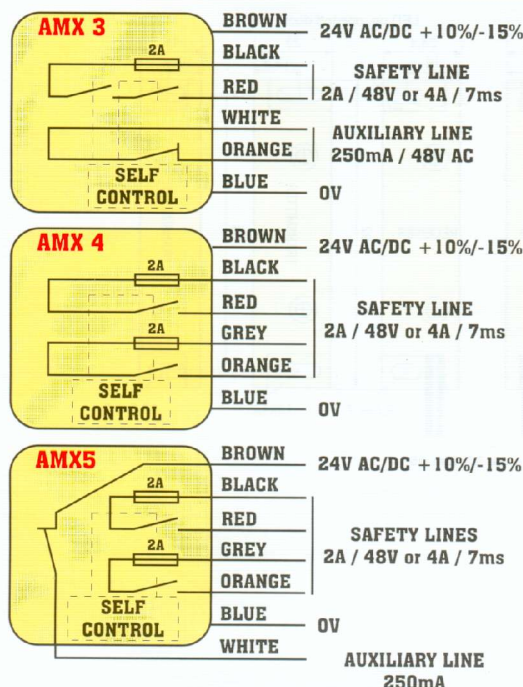 AMX 3
BROWN
24V AC/DC +10%/-15%
2A
BLACK
RED
SAFETY LINE
2A / 48V or 4A / 7ms
WHITE
ORANGE
AUXILIARY LINE
250mA / 48V AC
SELF
CONTROL
BLUE
0V
AMX 4
BROWN
24V AC/DC +10%/-15%
2A
BLACK
RED
SAFETY LINE
2A / 48V or 4A / 7ms
2A
GREY
ORANGE
SELF
CONTROL
BLUE
0V
AMX5
BROWN
24V AC/DC +10%/-15%
2A
BLACK
RED
SAFETY LINES
2A / 48V or 4A / 7ms
2A
GREY
ORANGE
SELF
CONTROL
BLUE
0V
WHITE
AUXILIARY LINE
250mA